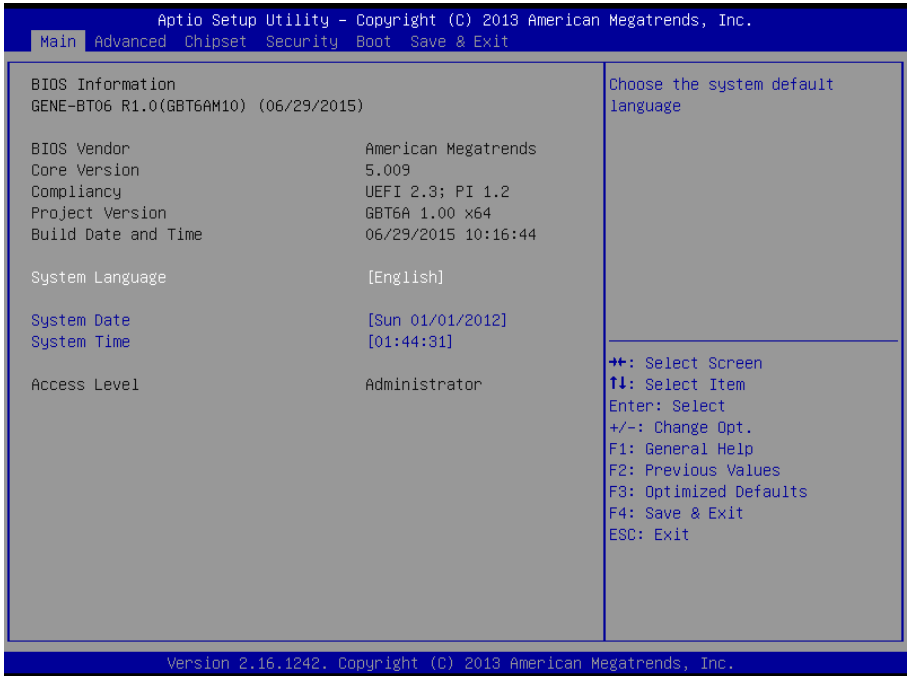 Aptio Setup Utility – Copyright (C) 2013 American Megatrends, Inc.
Main Advanced Chipset Security Boot Save & Exit
BIOS Information
GENE-BT06 R1.0(GBT6AM10) (06/29/2015)
BIOS Vendor American Megatrends
Core Version 5.009
Compliancy UEFI 2.3; PI 1.2
Project Version GBT6A 1.00 x64
Build Date and Time 06/29/2015 10:16:44
System Language [English]
System Date [Sun 01/01/2012]
System Time [01:44:31]
Access Level Administrator
Choose the system default
language
→←: Select Screen
↑↓: Select Item
Enter: Select
+/-: Change Opt.
F1: General Help
F2: Previous Values
F3: Optimized Defaults
F4: Save & Exit
ESC: Exit
Version 2.16.1242. Copyright (C) 2013 American Megatrends, Inc.